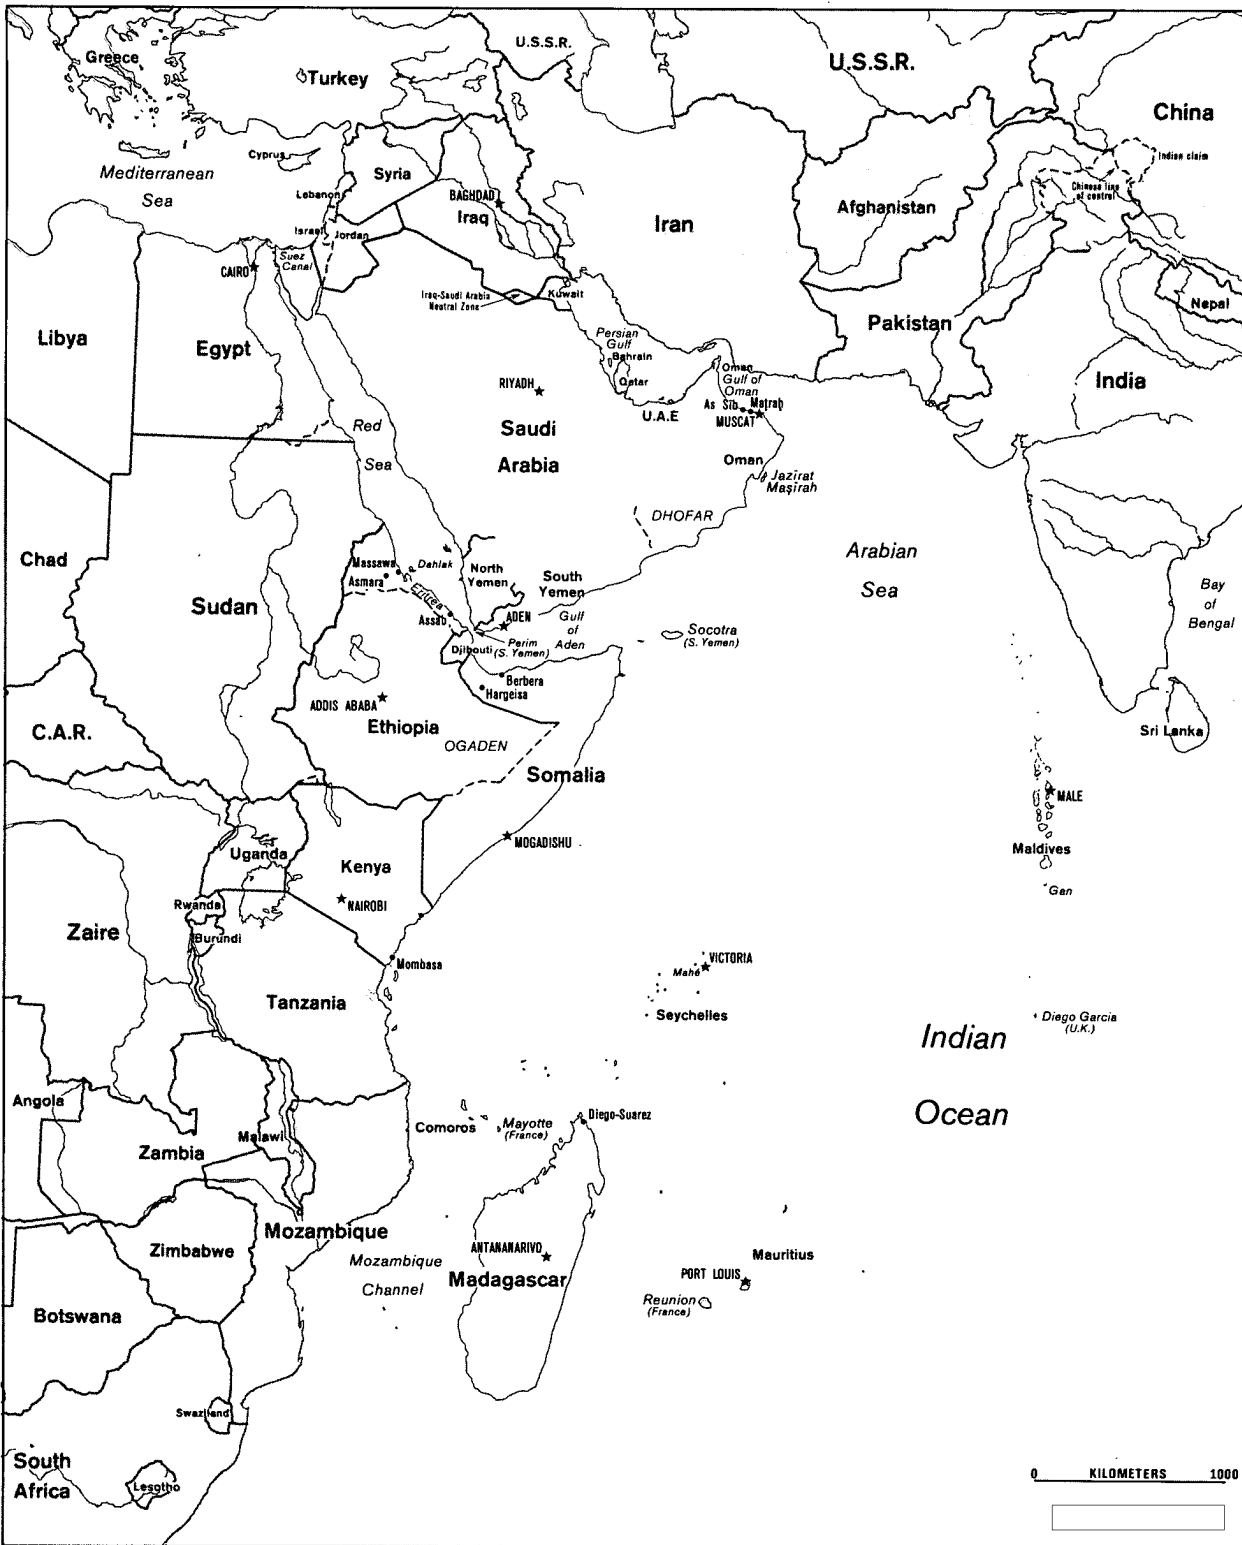 U.S.S.R.
Greece
Turkey
U.S.S.R.
China
Cyprus
Indian claim
Mediterranean
Sea
Syria
Lebanon
BAGHDAD
Iraq
Chinese line
of control
Afghanistan
Iran
Israel
Jordan
Suez
Canal
CAIRO
Iraq-Saudi Arabia
Neutral Zone
Kuwait
Nepal
Pakistan
Libya
Egypt
Persian
Gulf
Bahrain
Oman
Qatar
Gulf of
Oman
RIYADH
India
As Sib
Matrah
U.A.E
MUSCAT
Red
Sea
Saudi
Arabia
Oman
Jazirat
Maşirah
DHOFAR
Arabian
Sea
Chad
Massawa
Dahlak
Asmara
North
Yemen
South
Yemen
Bay
of
Bengal
Sudan
Eritrea
Assab
ADEN
Gulf
of
Aden
Socotra
(S. Yemen)
Djibouti
Perim
(S. Yemen)
Berbera
Hargeisa
ADDIS ABABA
Ethiopia
C.A.R.
Sri Lanka
OGADEN
Somalia
MALE
MOGADISHU
Maldives
Uganda
Kenya
Gan
Rwanda
NAIROBI
Zaire
Burundi
Mombasa
VICTORIA
Mahé
Tanzania
Seychelles
Diego Garcia
(U.K.)
Indian
Ocean
Angola
Comoros
Mayotte
(France)
Diego-Suarez
Malawi
Zambia
Mozambique
Zimbabwe
ANTANANARIVO
Mauritius
Mozambique
Channel
Madagascar
PORT LOUIS
Reunion
(France)
Botswana
Swaziland
South
Africa
Lesotho
0 KILOMETERS 1000